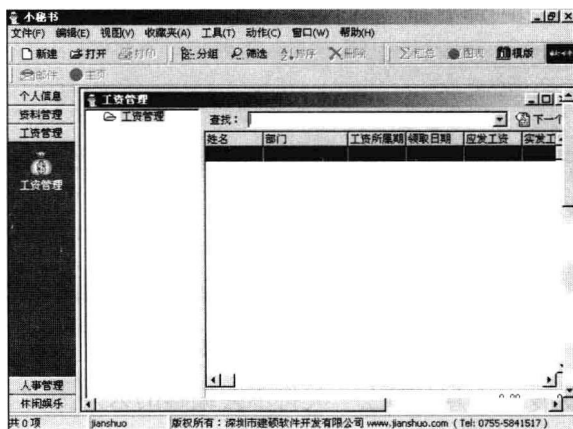 小秘书
文件(F) 编辑(E) 视图(V) 收藏夹(A) 工具(T) 动作(C) 窗口(W) 帮助(H)
新建 打开 打印 分组 筛选 排序 删除 汇总 图表 模版
邮件 主页
个人信息
资料管理
工资管理
工资管理
人事管理
休闲娱乐
工资管理
工资管理
查找: 下一个
姓名 部门 工资所属期 领取日期 应发工资 实发工
0.00
共0项 jianshuo 版权所有:深圳市建硕软件开发有限公司 www.jianshuo.com ( Tel: 0755-5841517 )